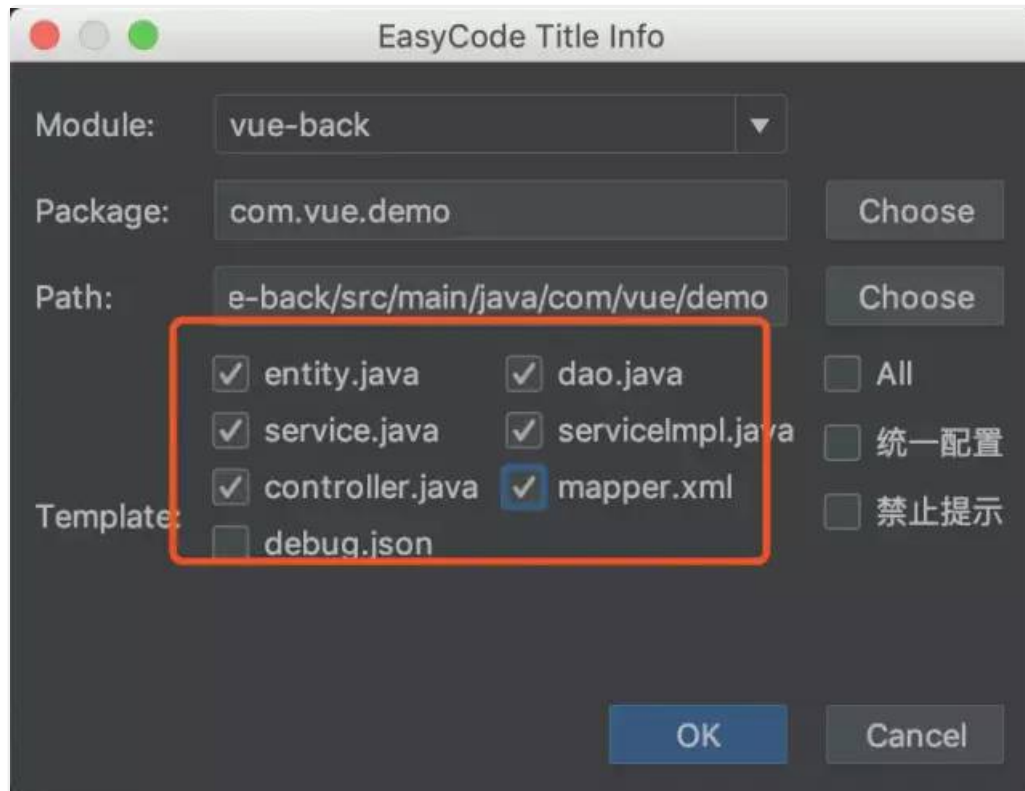 EasyCode Title Info
Module: vue-back
Package: com.vue.demo Choose
Path: e-back/src/main/java/com/vue/demo Choose
entity.java dao.java All
service.java serviceImpl.java 统一配置
controller.java mapper.xml 禁止提示
Template:
debug.json
OK Cancel